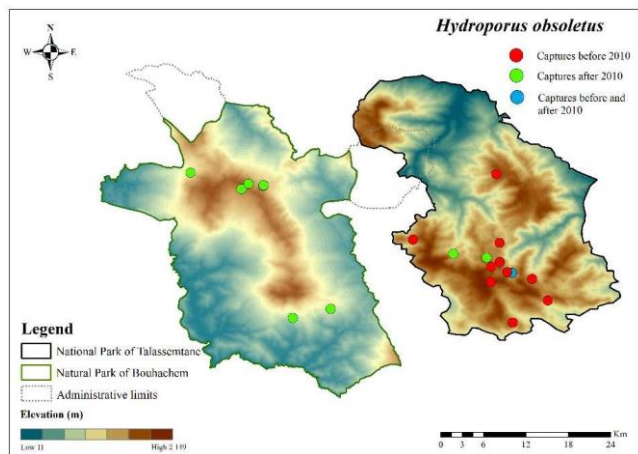 Hydroporus obsoletus
N
W E
S
Captures before 2010
Captures after 2010
Captures before and
after 2010
Legend
National Park of Talassemtane
Natural Park of Bouhachem
Administrative limits
Elevation (m)
Low 11 High 2 149
Km
0 3 6 12 18 24